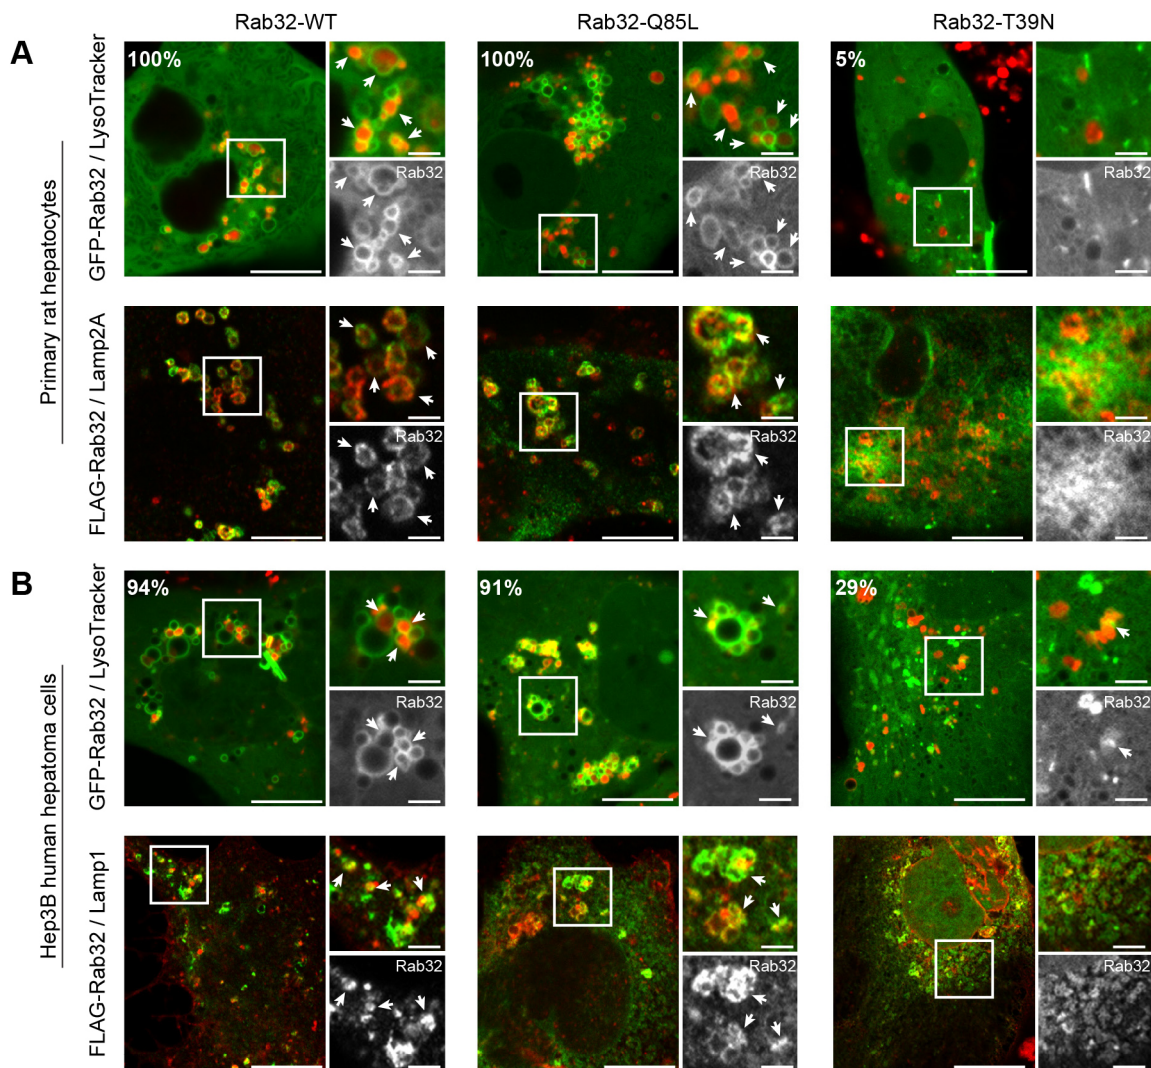 Rab32-WT
Rab32-Q85L
Rab32-T39N
A
Primary rat hepatocytes
GFP-Rab32 / LysoTracker
100%
Rab32
100%
Rab32
5%
Rab32
FLAG-Rab32 / Lamp2A
Rab32
Rab32
Rab32
B
Hep3B human hepatoma cells
GFP-Rab32 / LysoTracker
94%
Rab32
91%
Rab32
29%
Rab32
FLAG-Rab32 / Lamp1
Rab32
Rab32
Rab32